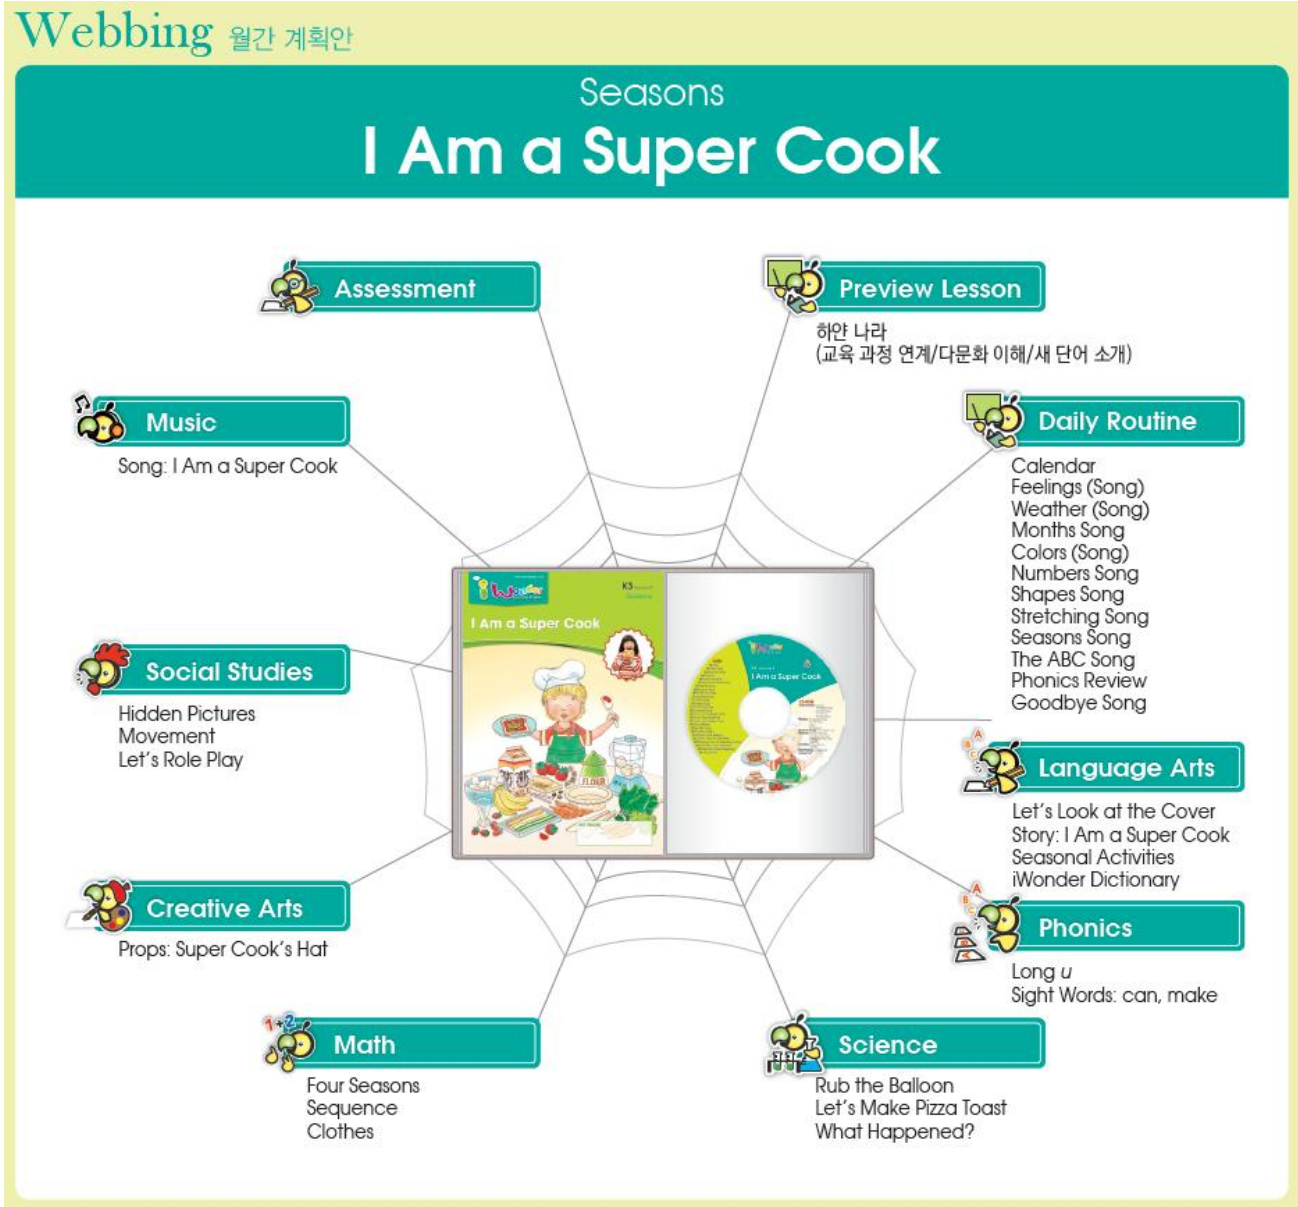 Webbing 월간 계획안
Seasons
I Am a Super Cook
Assessment
Preview Lesson
하얀 나라
(교육 과정 연계/다문화 이해/새 단어 소개)
Music
Song: I Am a Super Cook
Daily Routine
Calendar
Feelings (Song)
Weather (Song)
Months Song
Colors (Song)
Numbers Song
Shapes Song
Stretching Song
Seasons Song
The ABC Song
Phonics Review
Goodbye Song
Social Studies
Hidden Pictures
Movement
Let's Role Play
I Am a Super Cook
K5
FLOUR
I Am a Super Cook
Language Arts
Let's Look at the Cover
Story: I Am a Super Cook
Seasonal Activities
iWonder Dictionary
Creative Arts
Props: Super Cook's Hat
Phonics
Long u
Sight Words: can, make
1+2
Math
Four Seasons
Sequence
Clothes
Science
Rub the Balloon
Let's Make Pizza Toast
What Happened?